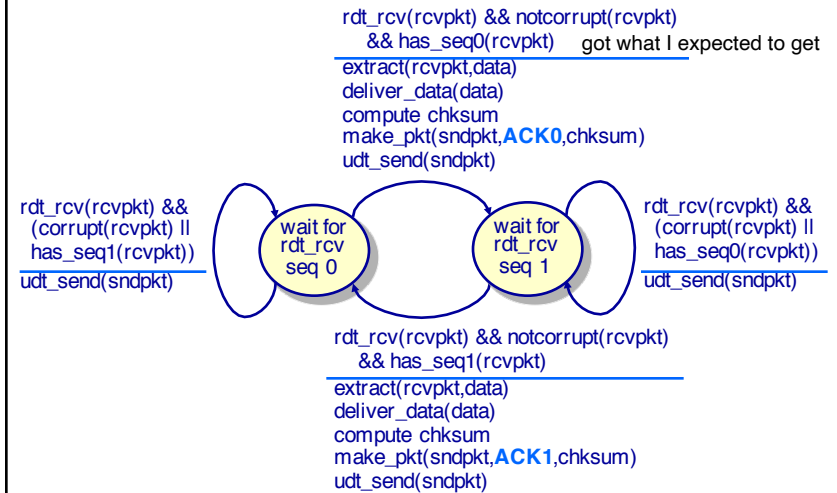 rdt_rcv(rcvpkt) && notcorrupt(rcvpkt)
&& has_seq0(rcvpkt) got what I expected to get
extract(rcvpkt,data)
deliver_data(data)
compute chksum
make_pkt(sndpkt,ACK0,chksum)
udt_send(sndpkt)
rdt_rcv(rcvpkt) &&
(corrupt(rcvpkt) ||
has_seq1(rcvpkt))
udt_send(sndpkt)
wait for
rdt_rcv
seq 0
wait for
rdt_rcv
seq 1
rdt_rcv(rcvpkt) &&
(corrupt(rcvpkt) ||
has_seq0(rcvpkt))
udt_send(sndpkt)
rdt_rcv(rcvpkt) && notcorrupt(rcvpkt)
&& has_seq1(rcvpkt)
extract(rcvpkt,data)
deliver_data(data)
compute chksum
make_pkt(sndpkt,ACK1,chksum)
udt_send(sndpkt)